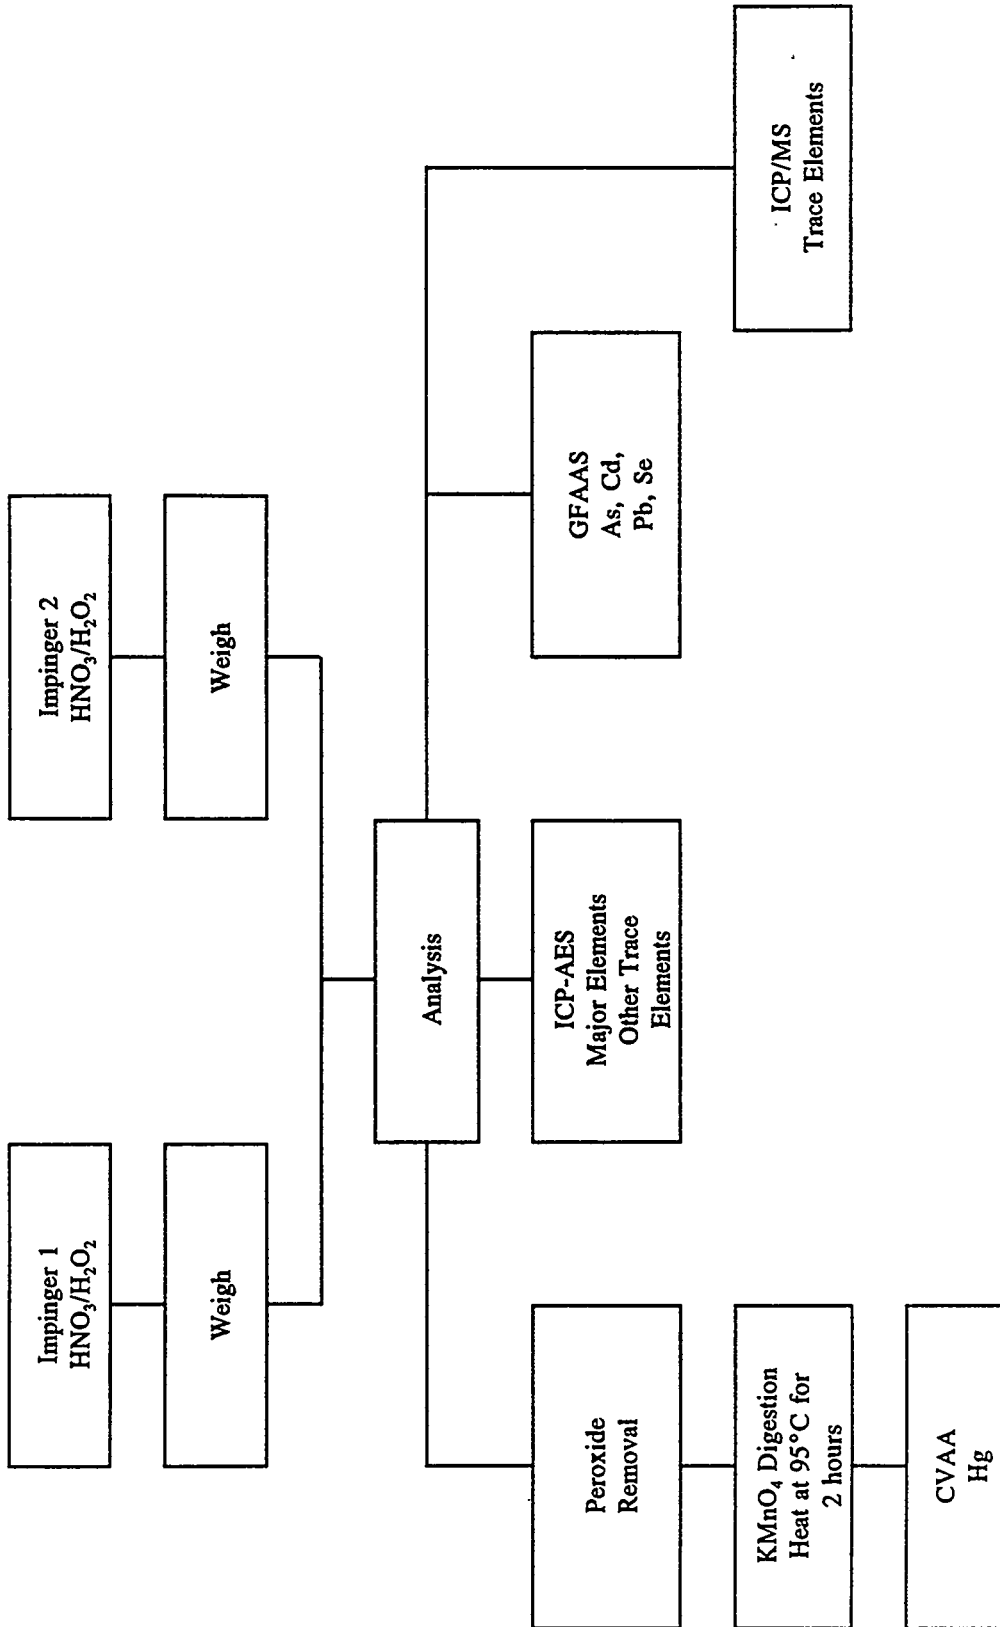 Impinger 1
HNO₃/H₂O₂
Impinger 2
HNO₃/H₂O₂
Weigh
Weigh
Analysis
Peroxide
Removal
ICP-AES
Major Elements
Other Trace
Elements
GFAAS
As, Cd,
Pb, Se
KMnO₄ Digestion
Heat at 95°C for
2 hours
ICP/MS
Trace Elements
CVAA
Hg